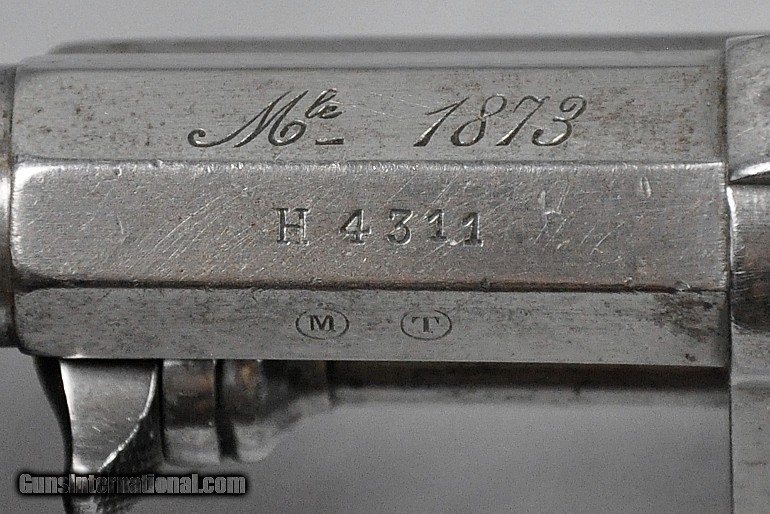 Mle 1873
H 4311
M T
GunsInternational.com